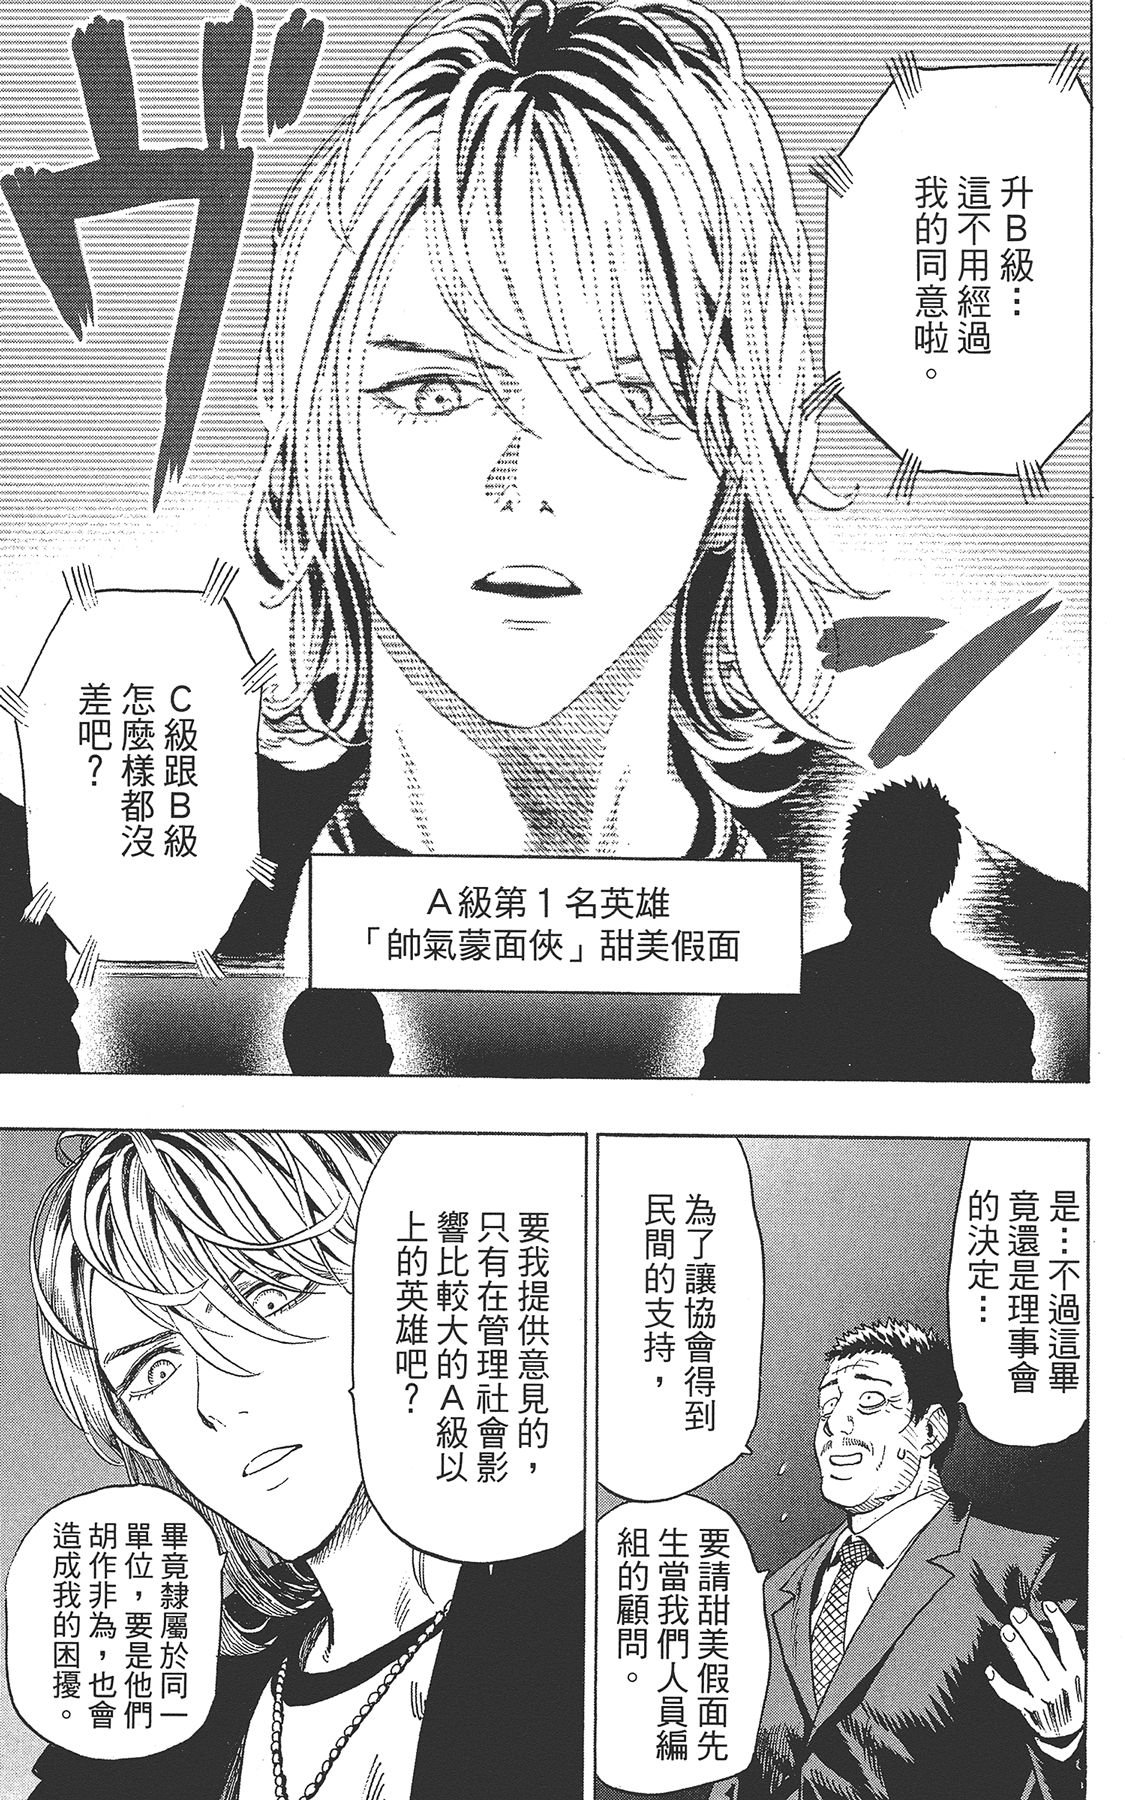 升B級⋯
這不用經過
我的同意啦。
ヴ
ン
C級跟B級
怎麼樣都沒
差吧？
A級第1名英雄
「帥氣蒙面俠」甜美假面
是⋯不過這畢
竟還是理事會
的決定⋯
為了讓協會得到
民間的支持，
要請甜美假面先
生當我們人員編
組的顧問。
要我提供意見的，
只有在管理社會影
響比較大的A級以
上的英雄吧？
畢竟隸屬於同一
單位，要是他們
胡作非為，也會
造成我的困擾。